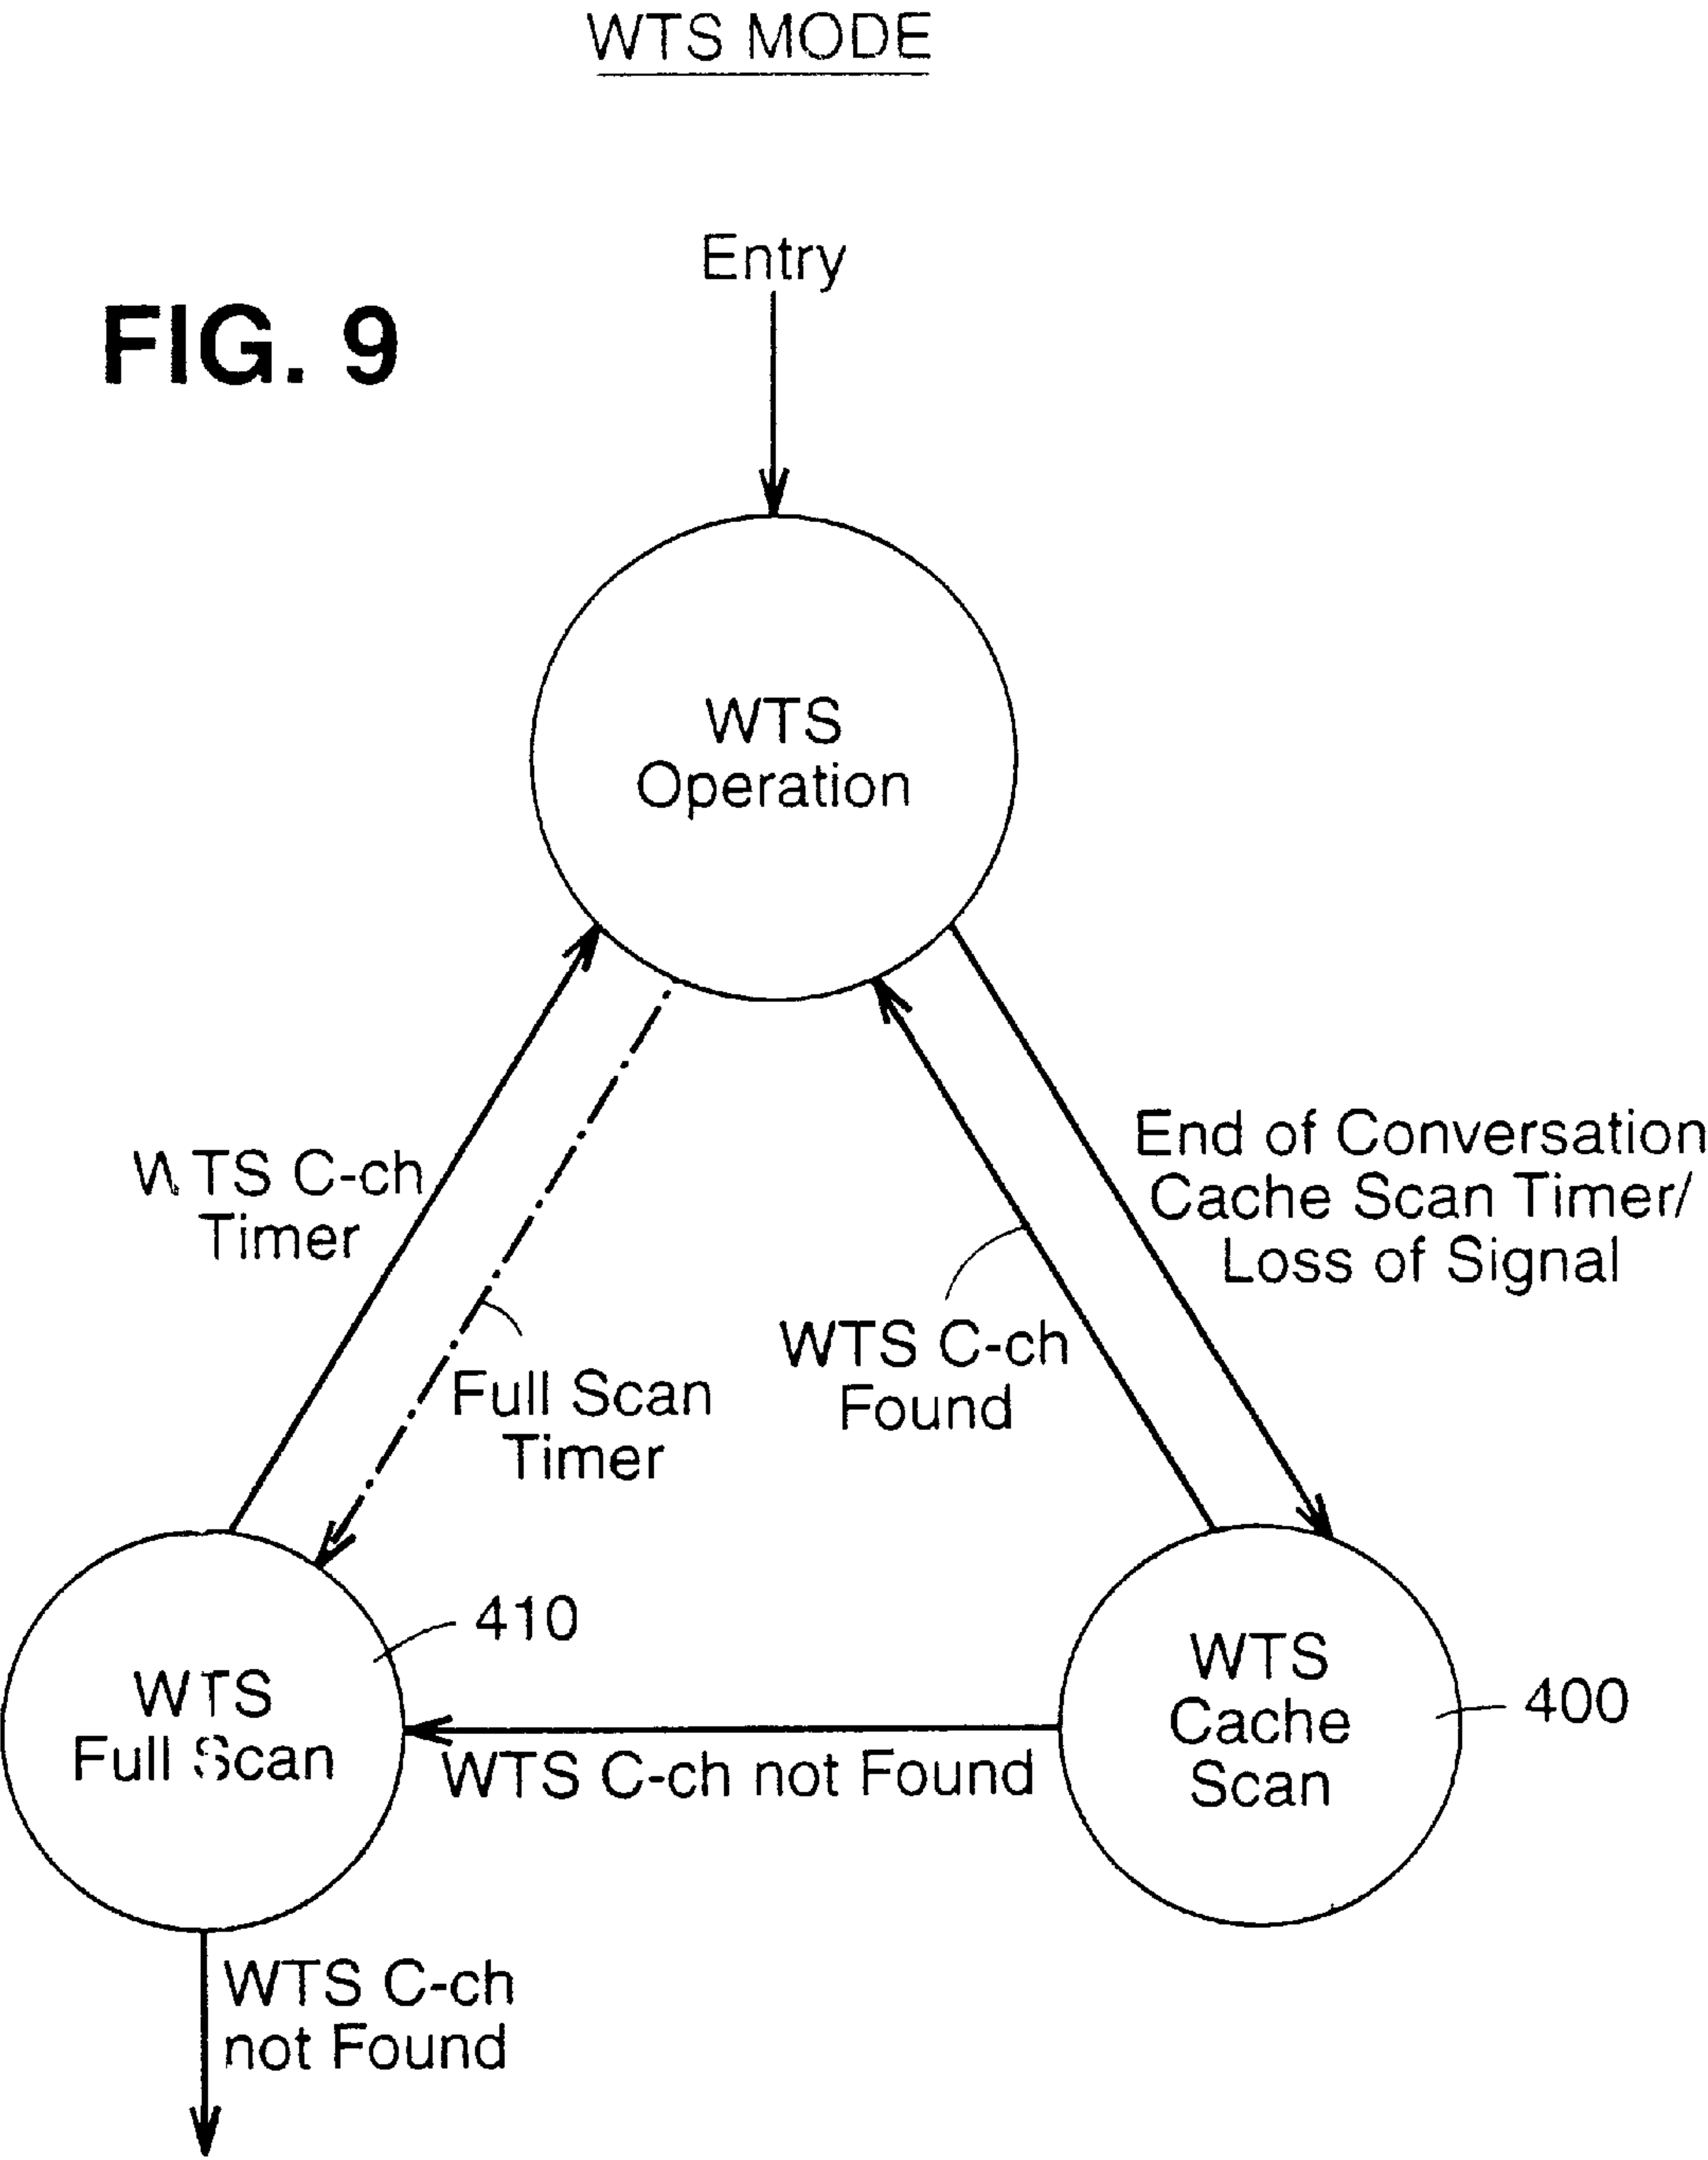 WTS MODE
Entry
FIG. 9
WTS
Operation
WTS C-ch
Timer
End of Conversation
Cache Scan Timer/
Loss of Signal
WTS C-ch
Found
Full Scan
Timer
410
WTS
Full Scan
WTS
Cache
Scan
400
WTS C-ch not Found
WTS C-ch
not Found